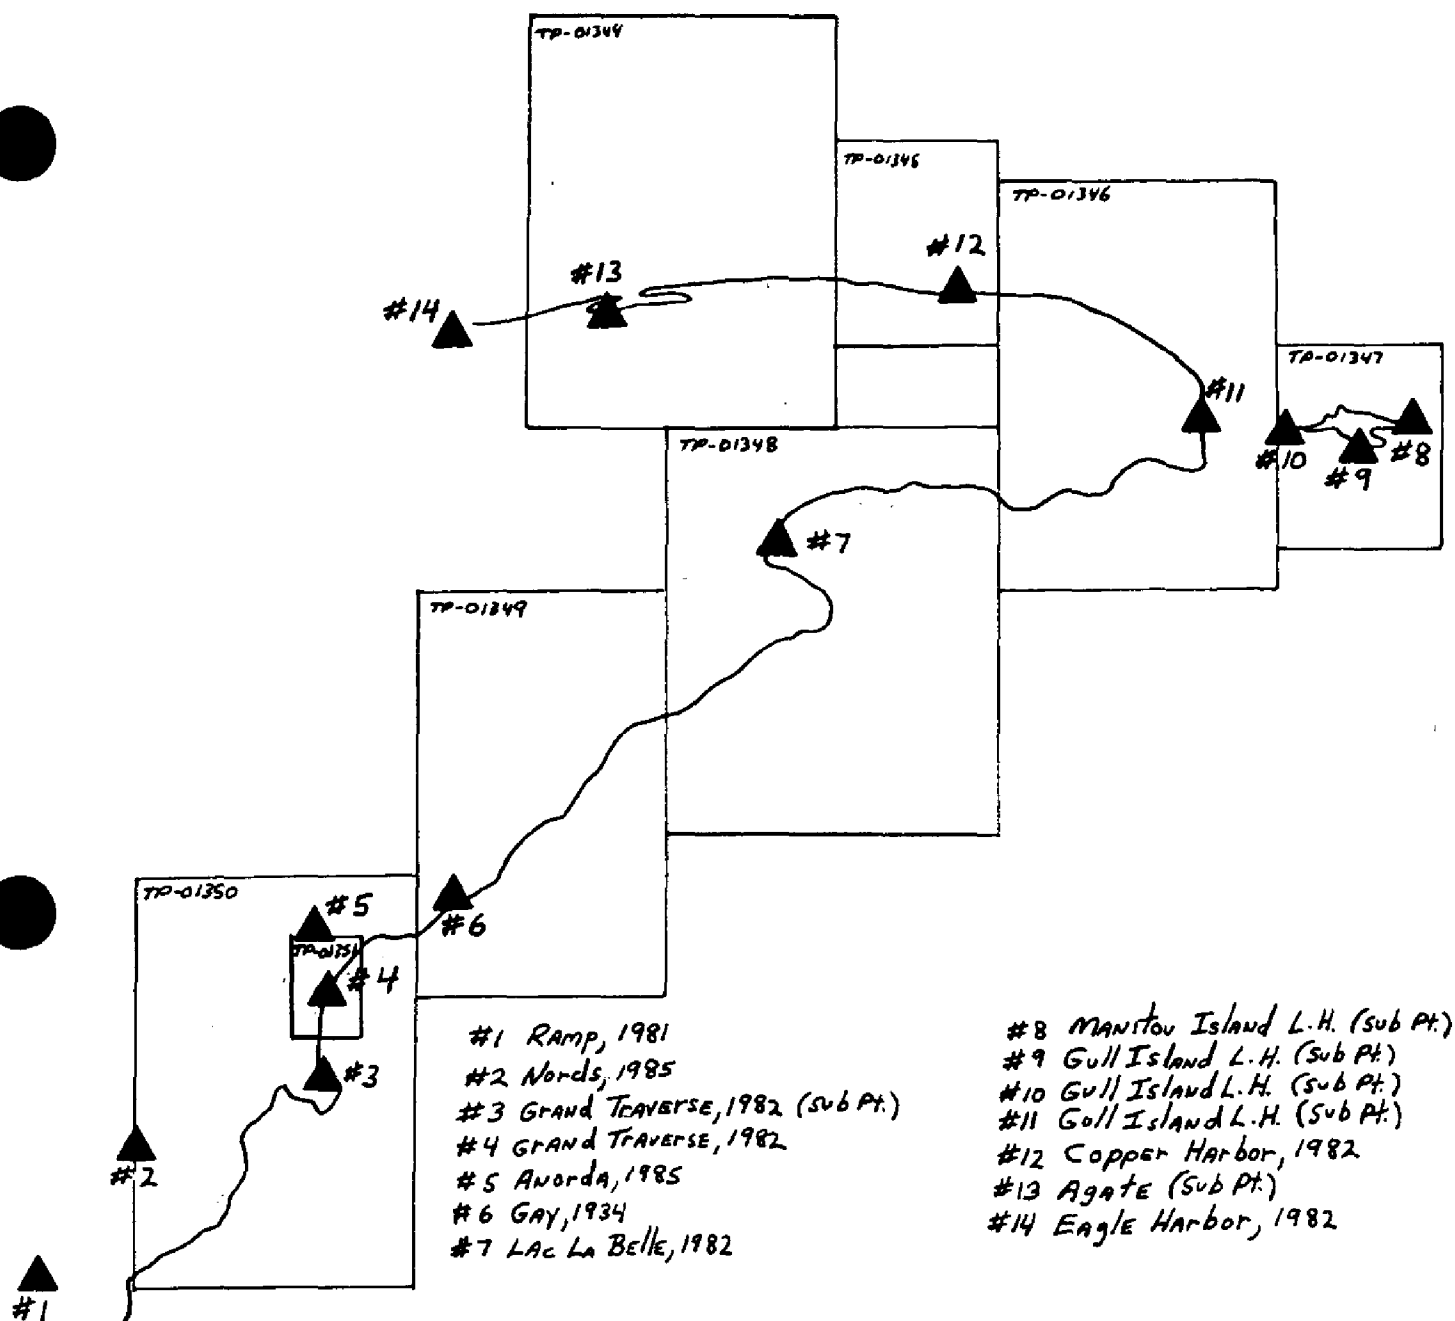 TP-01344
TP-01345
TP-01346
#12
#13
#14
TP-01347
#11
TP-01348
#10
#9
#8
#7
TP-01349
TP-01350
#5
TP-01351
#6
#4
#3
#2
#1
#1 Ramp, 1981
#2 Nords, 1985
#3 Grand Traverse, 1982 (Sub Pt.)
#4 Grand Traverse, 1982
#5 Anorda, 1985
#6 Gay, 1934
#7 Lac La Belle, 1982
#8 Manitou Island L.H. (Sub Pt.)
#9 Gull Island L.H. (Sub Pt.)
#10 Gull Island L.H. (Sub Pt.)
#11 Gull Island L.H. (Sub Pt.)
#12 Copper Harbor, 1982
#13 Agate (Sub Pt.)
#14 Eagle Harbor, 1982